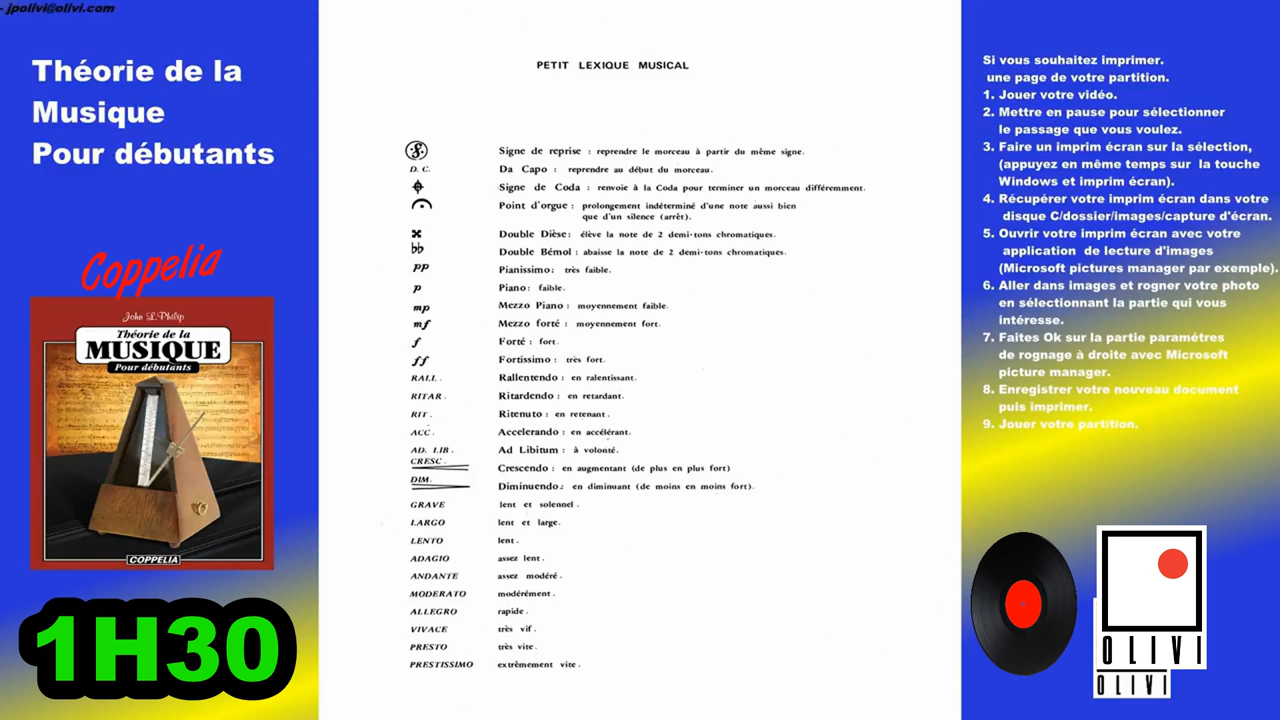 - jpolivi@olivi.com
Théorie de la
Musique
Pour débutants
Coppelia
John L. Philip
Théorie de la
MUSIQUE
Pour débutants
COPPELIA
1H30
PETIT LEXIQUE MUSICAL
Signe de reprise : reprendre le morceau à partir du même signe.
D. C. Da Capo : reprendre au début du morceau.
Signe de Coda : renvoie à la Coda pour terminer un morceau différemment.
Point d'orgue : prolongement indéterminé d'une note aussi bien
que d'un silence (arrêt).
Double Dièse : élève la note de 2 demi-tons chromatiques.
bb Double Bémol : abaisse la note de 2 demi-tons chromatiques.
pp Pianissimo : très faible.
p Piano : faible.
mp Mezzo Piano : moyennement faible.
mf Mezzo forté : moyennement fort.
f Forté : fort.
ff Fortissimo : très fort.
RALL. Rallentendo : en ralentissant.
RITAR. Ritardendo : en retardant.
RIT. Ritenuto : en retenant.
ACC. Accelerando : en accélérant.
AD. LIB. Ad Libitum : à volonté.
CRESC. Crescendo : en augmentant (de plus en plus fort)
DIM. Diminuendo : en diminuant (de moins en moins fort).
GRAVE lent et solennel.
LARGO lent et large.
LENTO lent.
ADAGIO assez lent.
ANDANTE assez modéré.
MODERATO modérément.
ALLEGRO rapide.
VIVACE très vif.
PRESTO très vite.
PRESTISSIMO extrêmement vite.
Si vous souhaitez imprimer.
une page de votre partition.
1. Jouer votre vidéo.
2. Mettre en pause pour sélectionner
le passage que vous voulez.
3. Faire un imprim écran sur la sélection,
(appuyez en même temps sur la touche
Windows et imprim écran).
4. Récupérer votre imprim écran dans votre
disque C/dossier/images/capture d'écran.
5. Ouvrir votre imprim écran avec votre
application de lecture d'images
(Microsoft pictures manager par exemple).
6. Aller dans images et rogner votre photo
en sélectionnant la partie qui vous
intéresse.
7. Faites Ok sur la partie paramétres
de rognage à droite avec Microsoft
picture manager.
8. Enregistrer votre nouveau document
puis imprimer.
9. Jouer votre partition.
OLIVI
OLIVI